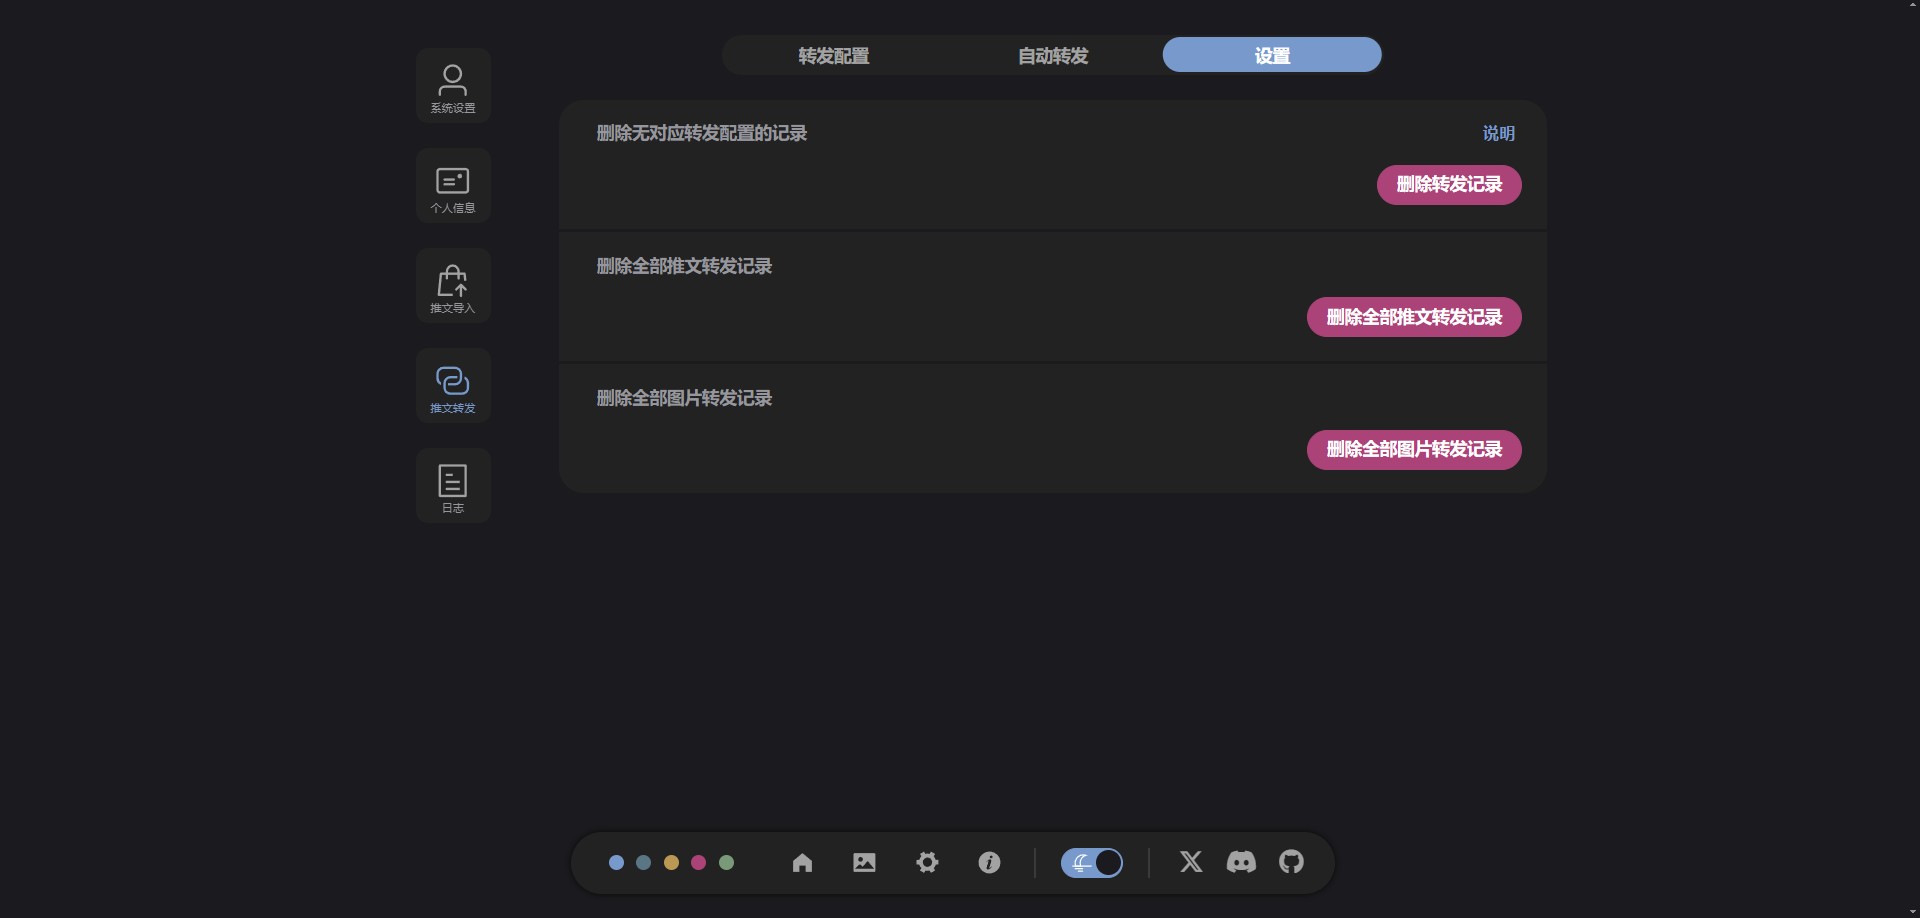 转发配置
自动转发
设置
系统设置
个人信息
推文导入
推文转发
日志
删除无对应转发配置的记录
说明
删除转发记录
删除全部推文转发记录
删除全部推文转发记录
删除全部图片转发记录
删除全部图片转发记录